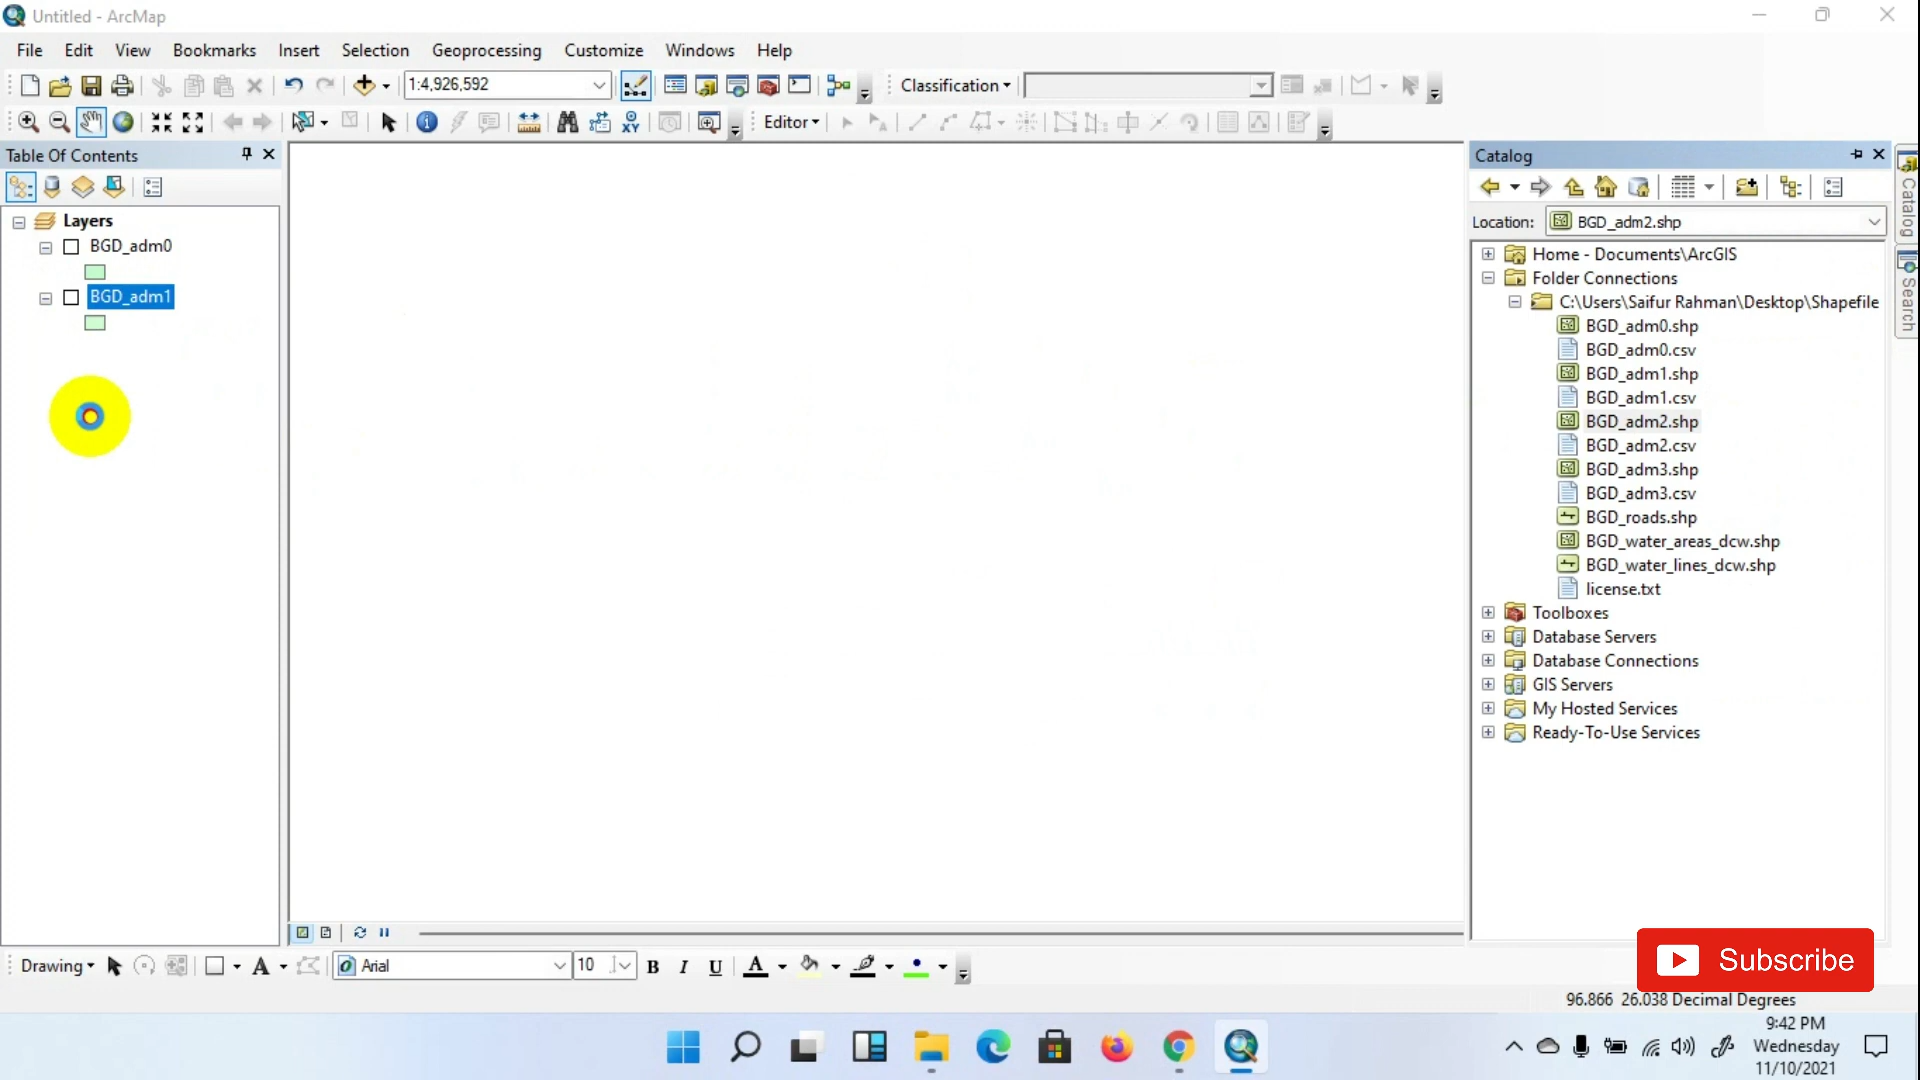 Untitled - ArcMap
File Edit View Bookmarks Insert Selection Geoprocessing Customize Windows Help
1:4,926,592 Classification
Editor
Table Of Contents
Layers
BGD_adm0
BGD_adm1
Catalog
Location: BGD_adm2.shp
Home - Documents\ArcGIS
Folder Connections
C:\Users\Saifur Rahman\Desktop\Shapefile
BGD_adm0.shp
BGD_adm0.csv
BGD_adm1.shp
BGD_adm1.csv
BGD_adm2.shp
BGD_adm2.csv
BGD_adm3.shp
BGD_adm3.csv
BGD_roads.shp
BGD_water_areas_dcw.shp
BGD_water_lines_dcw.shp
license.txt
Toolboxes
Database Servers
Database Connections
GIS Servers
My Hosted Services
Ready-To-Use Services
Catalog
Search
Drawing A Arial 10 B I U A
Subscribe
96.866 26.038 Decimal Degrees
9:42 PM
Wednesday
11/10/2021